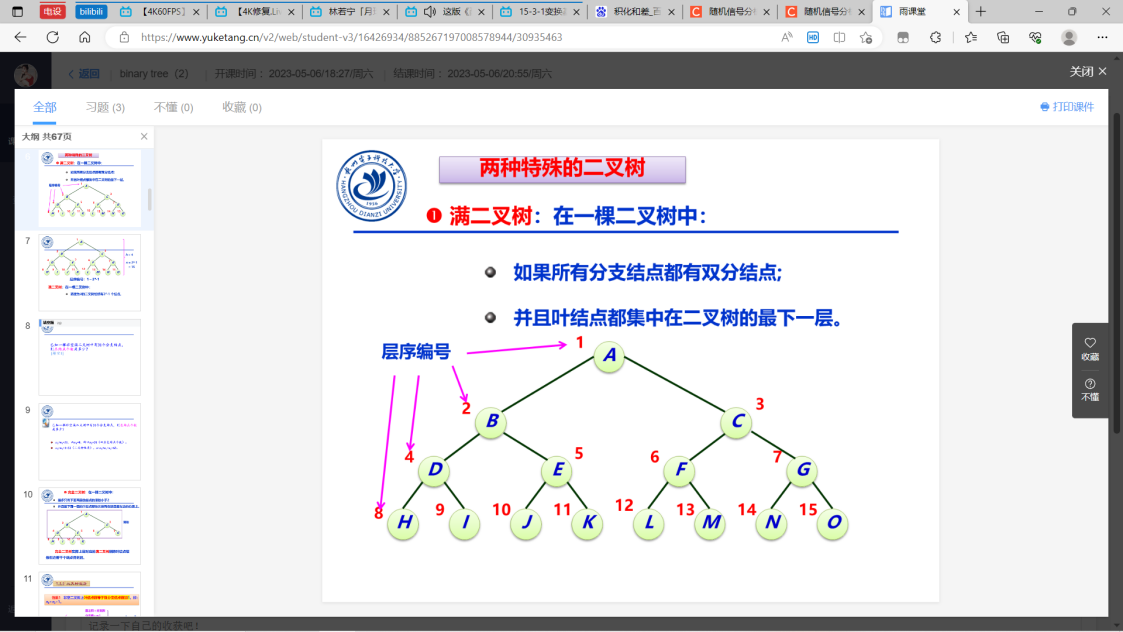 电设
bilibili
【4K60FPS】
【4K修复.Liv
林若宁「月
这版《
15-3-1变换
积化和差_百
随机信号分
随机信号分
雨课堂
https://www.yuketang.cn/v2/web/student-v3/16426934/885267197008578944/30935463
返回
binary tree（2）
开课时间： 2023-05-06/18:27/周六
结课时间： 2023-05-06/20:55/周六
关闭
全部
习题 (3)
不懂 (0)
收藏 (0)
打印课件
大纲 共67页
7
8
9
10
11
HANGZHOU DIANZI UNIVERSITY
1956
两种特殊的二叉树
❶ 满二叉树：在一棵二叉树中：
如果所有分支结点都有双分结点;
并且叶结点都集中在二叉树的最下一层。
层序编号
1
A
2
B
3
C
4
D
5
E
6
F
7
G
8
H
9
I
10
J
11
K
12
L
13
M
14
N
15
O
收藏
不懂
记录一下自己的收获吧！